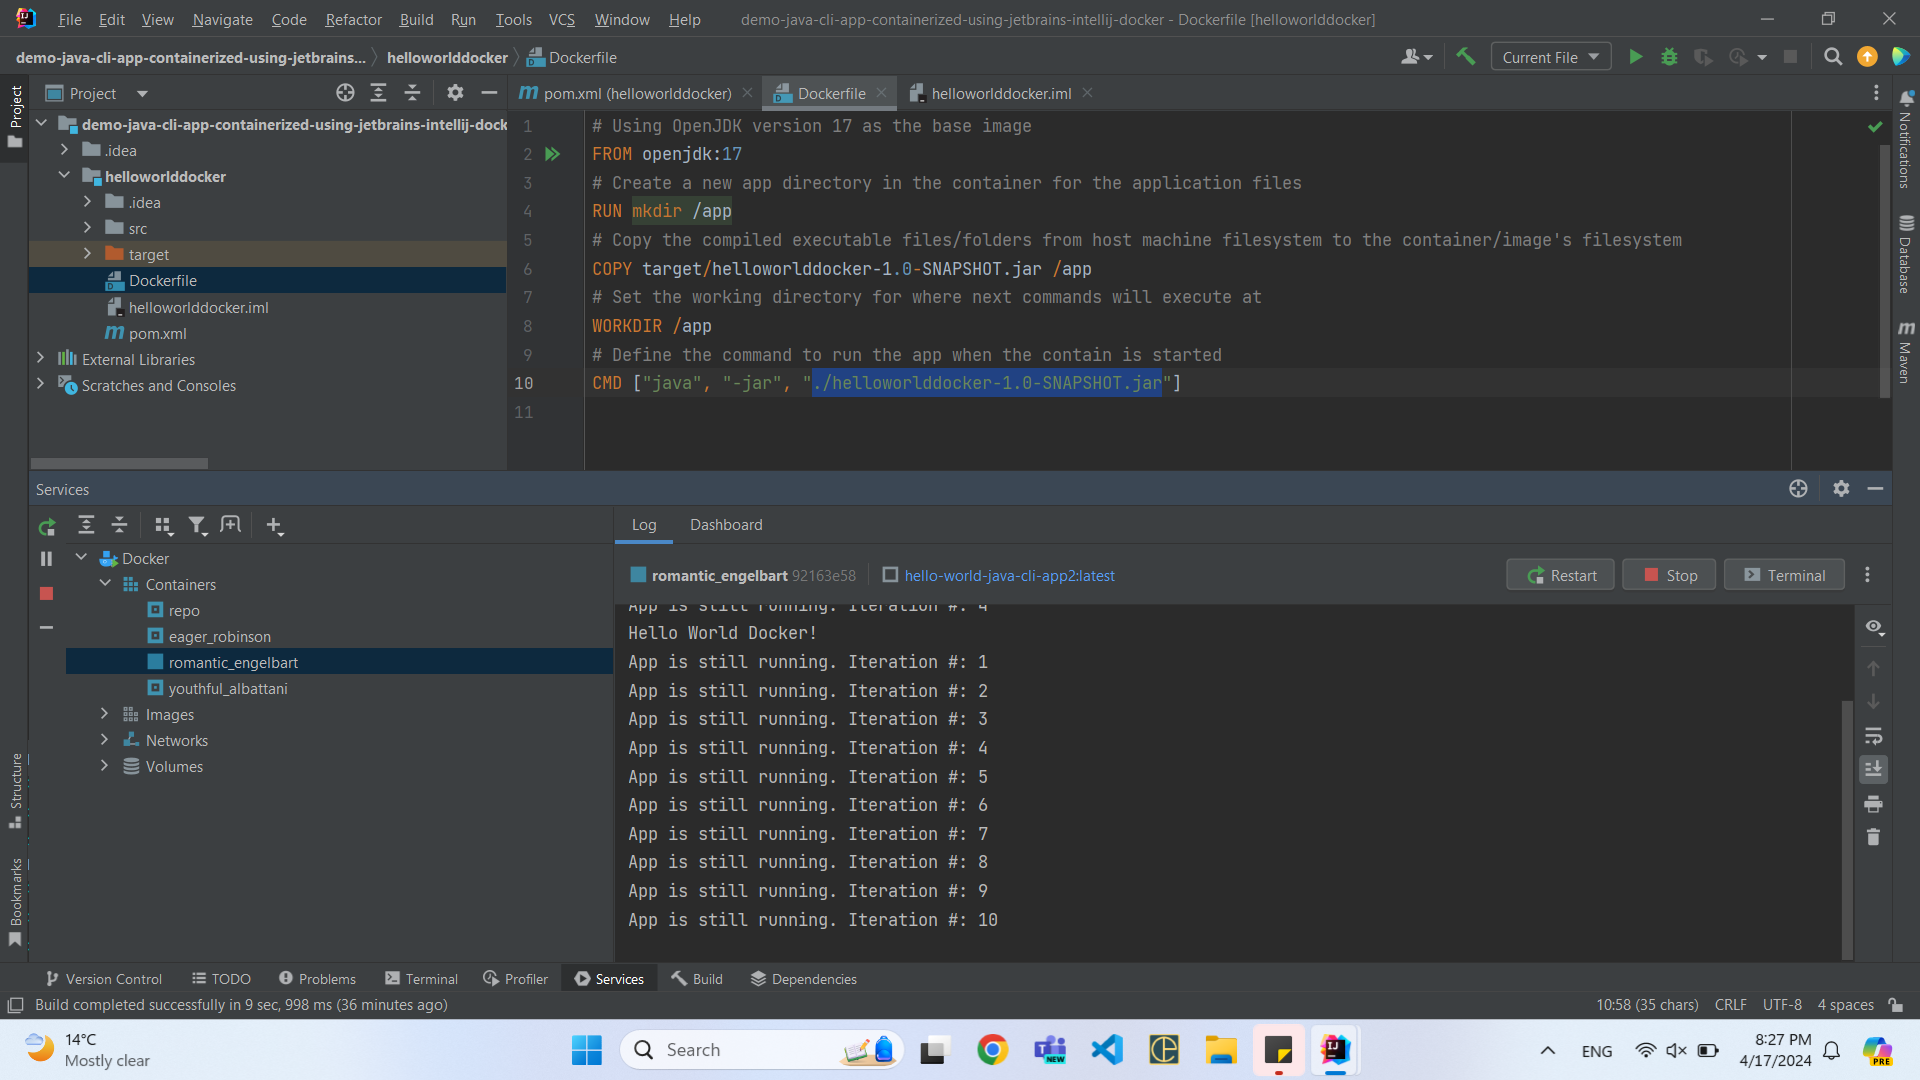 File Edit View Navigate Code Refactor Build Run Tools VCS Window Help demo-java-cli-app-containerized-using-jetbrains-intellij-docker - Dockerfile [helloworlddocker]
demo-java-cli-app-containerized-using-jetbrains... helloworlddocker Dockerfile Current File
Project
Project
pom.xml (helloworlddocker) Dockerfile helloworlddocker.iml
demo-java-cli-app-containerized-using-jetbrains-intellij-dock
.idea
helloworlddocker
.idea
src
target
Dockerfile
helloworlddocker.iml
pom.xml
External Libraries
Scratches and Consoles
1 # Using OpenJDK version 17 as the base image
2 FROM openjdk:17
3 # Create a new app directory in the container for the application files
4 RUN mkdir /app
5 # Copy the compiled executable files/folders from host machine filesystem to the container/image's filesystem
6 COPY target/helloworlddocker-1.0-SNAPSHOT.jar /app
7 # Set the working directory for where next commands will execute at
8 WORKDIR /app
9 # Define the command to run the app when the contain is started
10 CMD ["java", "-jar", "./helloworlddocker-1.0-SNAPSHOT.jar"]
11
Notifications
Database
Maven
Services
Log Dashboard
Docker
Containers
repo
eager_robinson
romantic_engelbart
youthful_albattani
Images
Networks
Volumes
romantic_engelbart 92163e58 hello-world-java-cli-app2:latest Restart Stop Terminal
App is still running. Iteration #: 4
Hello World Docker!
App is still running. Iteration #: 1
App is still running. Iteration #: 2
App is still running. Iteration #: 3
App is still running. Iteration #: 4
App is still running. Iteration #: 5
App is still running. Iteration #: 6
App is still running. Iteration #: 7
App is still running. Iteration #: 8
App is still running. Iteration #: 9
App is still running. Iteration #: 10
Structure
Bookmarks
Version Control TODO Problems Terminal Profiler Services Build Dependencies
Build completed successfully in 9 sec, 998 ms (36 minutes ago) 10:58 (35 chars) CRLF UTF-8 4 spaces
14°C
Mostly clear
Search
NEW
ENG
8:27 PM
4/17/2024
PRE